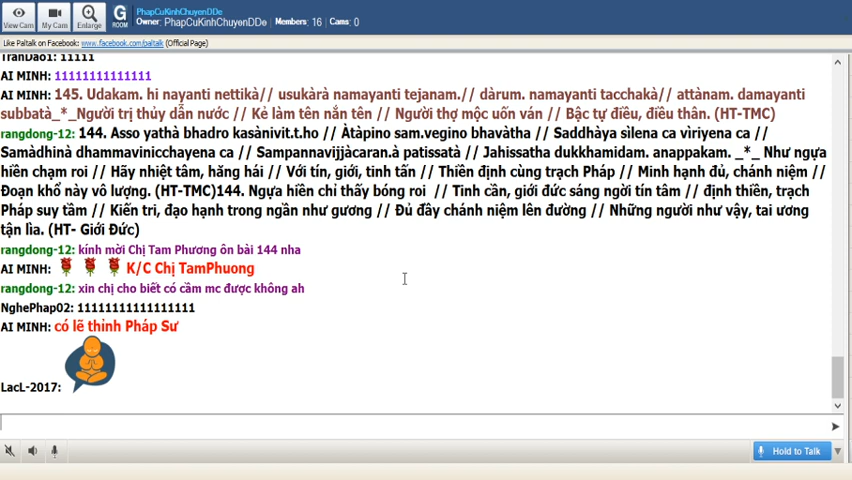 PhapCuKinhChuyenDDe
Owner: PhapCuKinhChuyenDDe Members: 16 Cams: 0
View Cam My Cam Enlarge G ROOM
Like Paltalk on Facebook: www.facebook.com/paltalk (Official Page)
TranDao1: 11111
AI MINH: 11111111111111
AI MINH: 145. Udakam. hi nayanti nettikà// usukàrà namayanti tejanam.// dàrum. namayanti tacchakà// attànam. damayanti
subbatà_*_Người trị thủy dẫn nước // Kẻ làm tên nắn tên // Người thợ mộc uốn ván // Bậc tự điều, điều thân. (HT-TMC)
rangdong-12: 144. Asso yathà bhadro kasànivit.t.ho // Àtàpino sam.vegino bhavàtha // Saddhàya sìlena ca vìriyena ca //
Samàdhinà dhammavinicchayena ca // Sampannavijjàcaran.à patissatà // Jahissatha dukkhamidam. anappakam. _*_ Như ngựa
hiền chạm roi // Hãy nhiệt tâm, hăng hái // Với tín, giới, tinh tấn // Thiền định cùng trạch Pháp // Minh hạnh đủ, chánh niệm //
Đoạn khổ này vô lượng. (HT-TMC)144. Ngựa hiền chỉ thấy bóng roi // Tinh cần, giới đức sáng ngời tín tâm // định thiền, trạch
Pháp suy tầm // Kiến tri, đạo hạnh trong ngần như gương // Đủ đầy chánh niệm lên đường // Những người như vậy, tai ương
tận lìa. (HT- Giới Đức)
rangdong-12: kính mời Chị Tam Phương ôn bài 144 nha
AI MINH: K/C Chị TamPhuong
rangdong-12: xin chị cho biết có cầm mc được không ah
NghePhap02: 11111111111111111
AI MINH: có lẽ thỉnh Pháp Sư
LacL-2017:
Hold to Talk